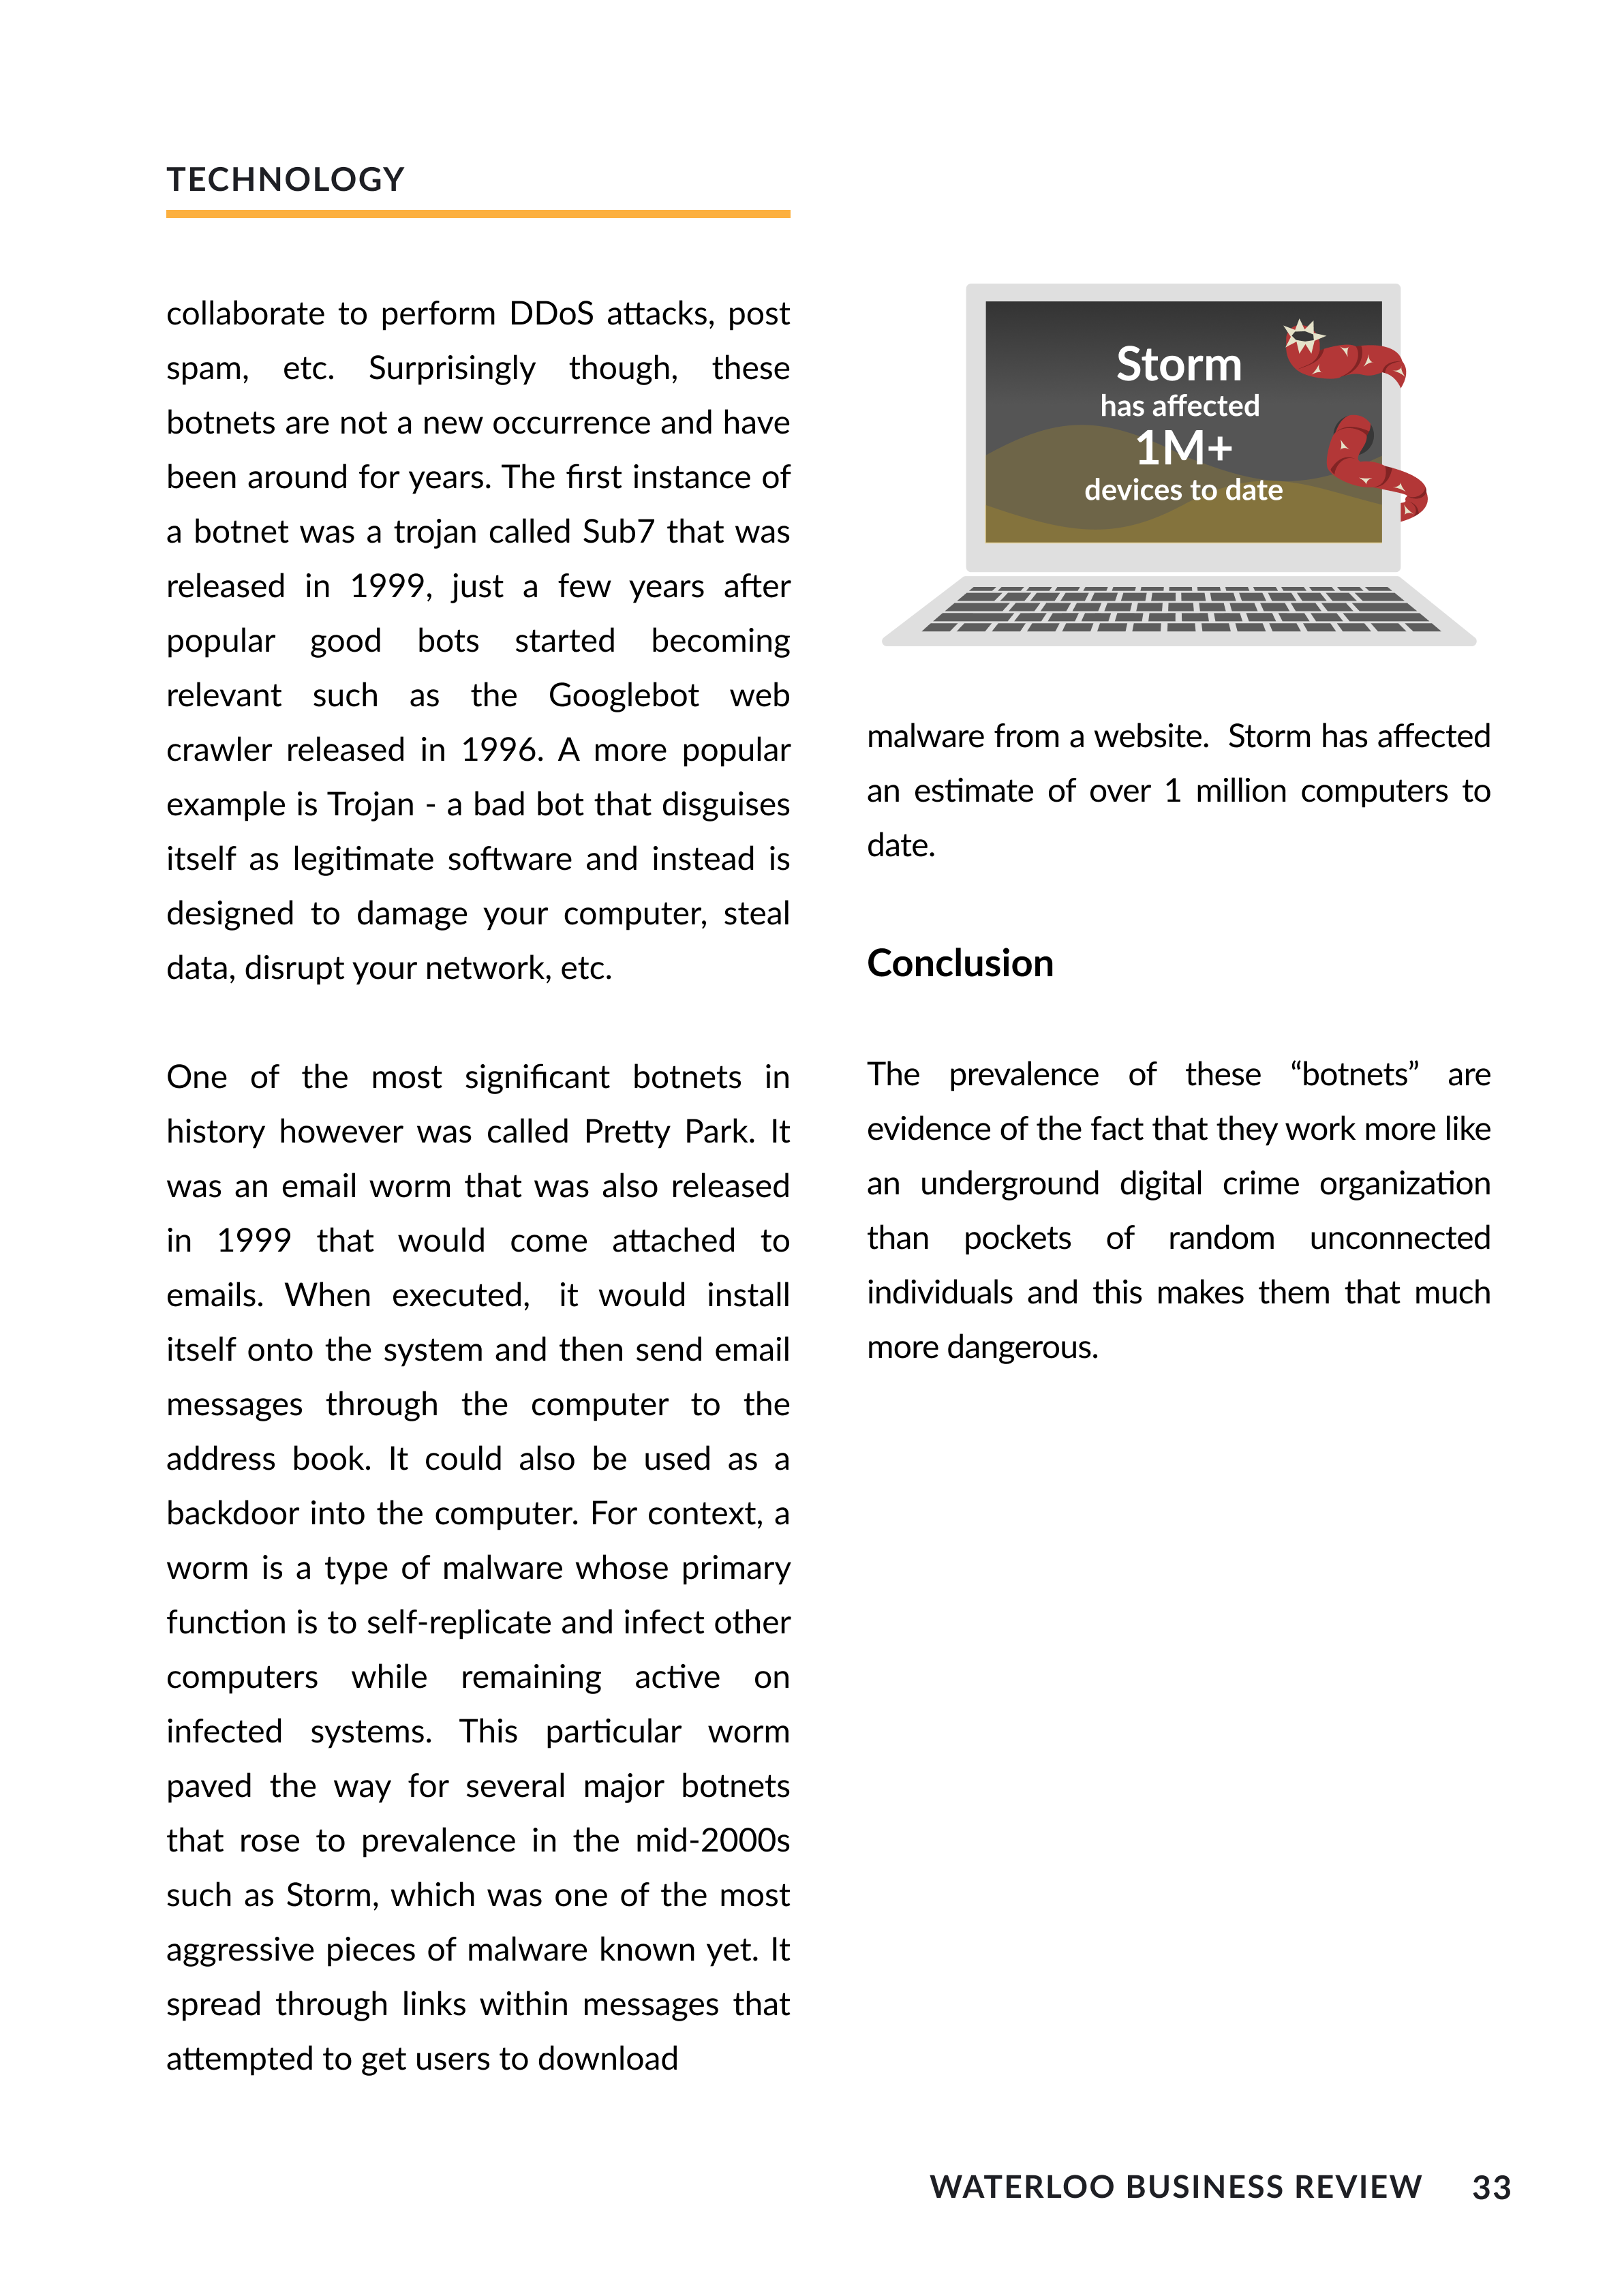 TECHNOLOGY
collaborate to perform DDoS attacks, post
spam, etc. Surprisingly though, these
botnets are not a new occurrence and have
been around for years. The first instance of
a botnet was a trojan called Sub7 that was
released in 1999, just a few years after
popular good bots started becoming
relevant such as the Googlebot web
crawler released in 1996. A more popular
example is Trojan - a bad bot that disguises
itself as legitimate software and instead is
designed to damage your computer, steal
data, disrupt your network, etc.
One of the most significant botnets in
history however was called Pretty Park. It
was an email worm that was also released
in 1999 that would come attached to
emails. When executed, it would install
itself onto the system and then send email
messages through the computer to the
address book. It could also be used as a
backdoor into the computer. For context, a
worm is a type of malware whose primary
function is to self-replicate and infect other
computers while remaining active on
infected systems. This particular worm
paved the way for several major botnets
that rose to prevalence in the mid-2000s
such as Storm, which was one of the most
aggressive pieces of malware known yet. It
spread through links within messages that
attempted to get users to download
Storm
has affected
1M+
devices to date
malware from a website. Storm has affected
an estimate of over 1 million computers to
date.
Conclusion
The prevalence of these “botnets” are
evidence of the fact that they work more like
an underground digital crime organization
than pockets of random unconnected
individuals and this makes them that much
more dangerous.
WATERLOO BUSINESS REVIEW 33